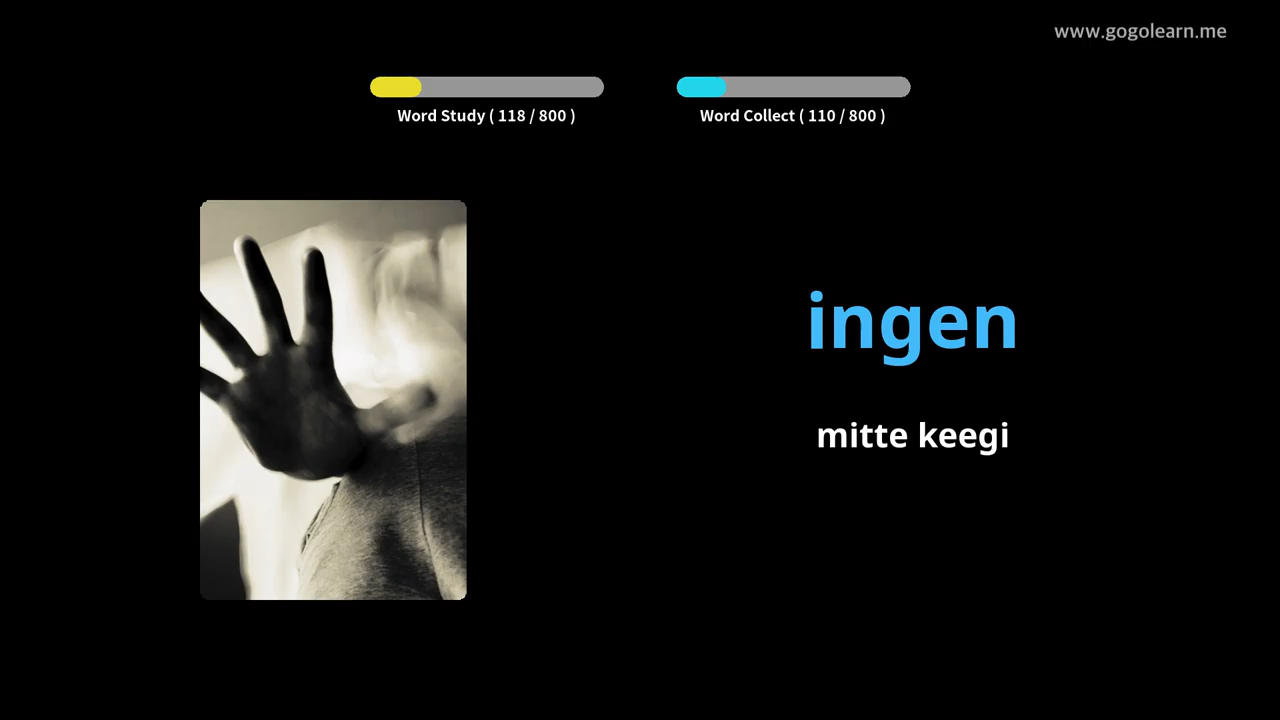 www.gogolearn.me
Word Study ( 118 / 800 )
Word Collect ( 110 / 800 )
ingen
mitte keegi